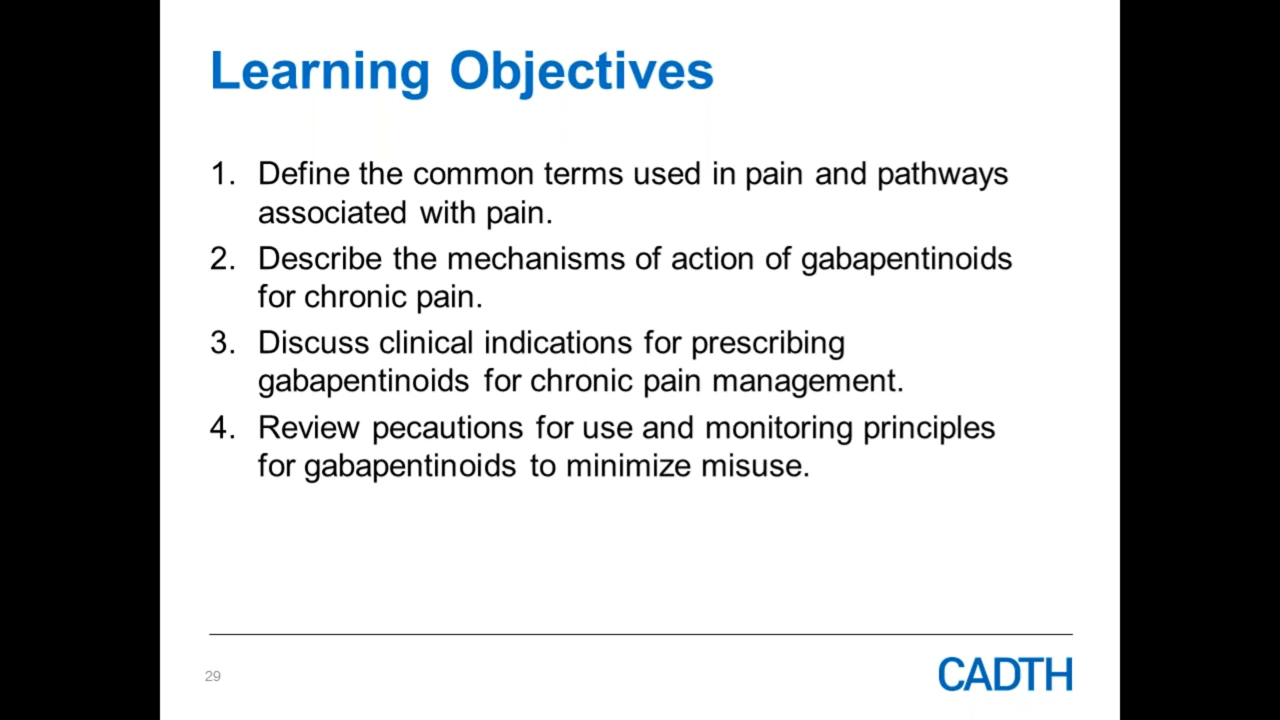 Learning Objectives
1. Define the common terms used in pain and pathways
associated with pain.
2. Describe the mechanisms of action of gabapentinoids
for chronic pain.
3. Discuss clinical indications for prescribing
gabapentinoids for chronic pain management.
4. Review pecautions for use and monitoring principles
for gabapentinoids to minimize misuse.
29
CADTH